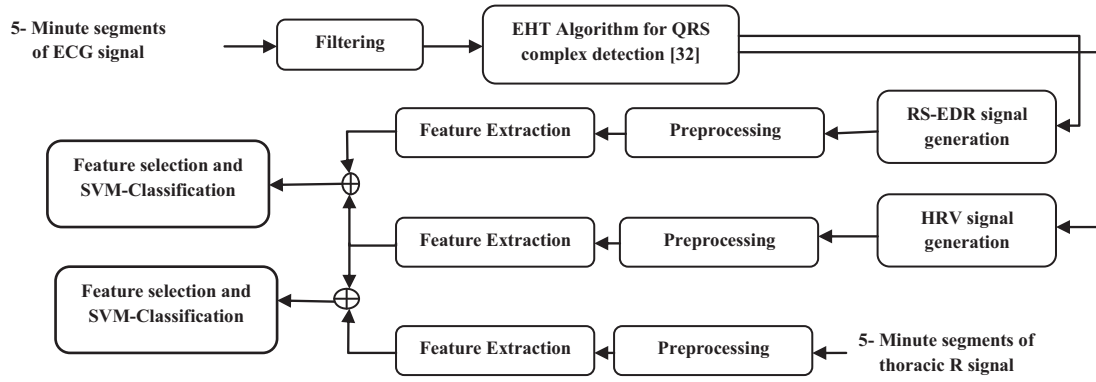 5- Minute segments
of ECG signal
Filtering
EHT Algorithm for QRS
complex detection [32]
Feature Extraction
Preprocessing
RS-EDR signal
generation
Feature selection and
SVM-Classification
Feature Extraction
Preprocessing
HRV signal
generation
Feature selection and
SVM-Classification
Feature Extraction
Preprocessing
5- Minute segments of
thoracic R signal